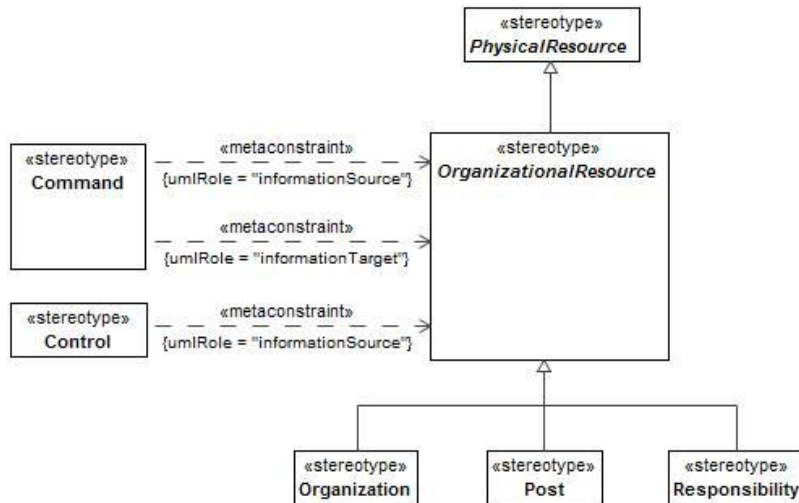 «stereotype»
PhysicalResource
«stereotype»
Command
«metaconstraint»
{umlRole = "informationSource"}
«metaconstraint»
{umlRole = "informationTarget"}
«stereotype»
OrganizationalResource
«stereotype»
Control
«metaconstraint»
{umlRole = "informationSource"}
«stereotype»
Organization
«stereotype»
Post
«stereotype»
Responsibility